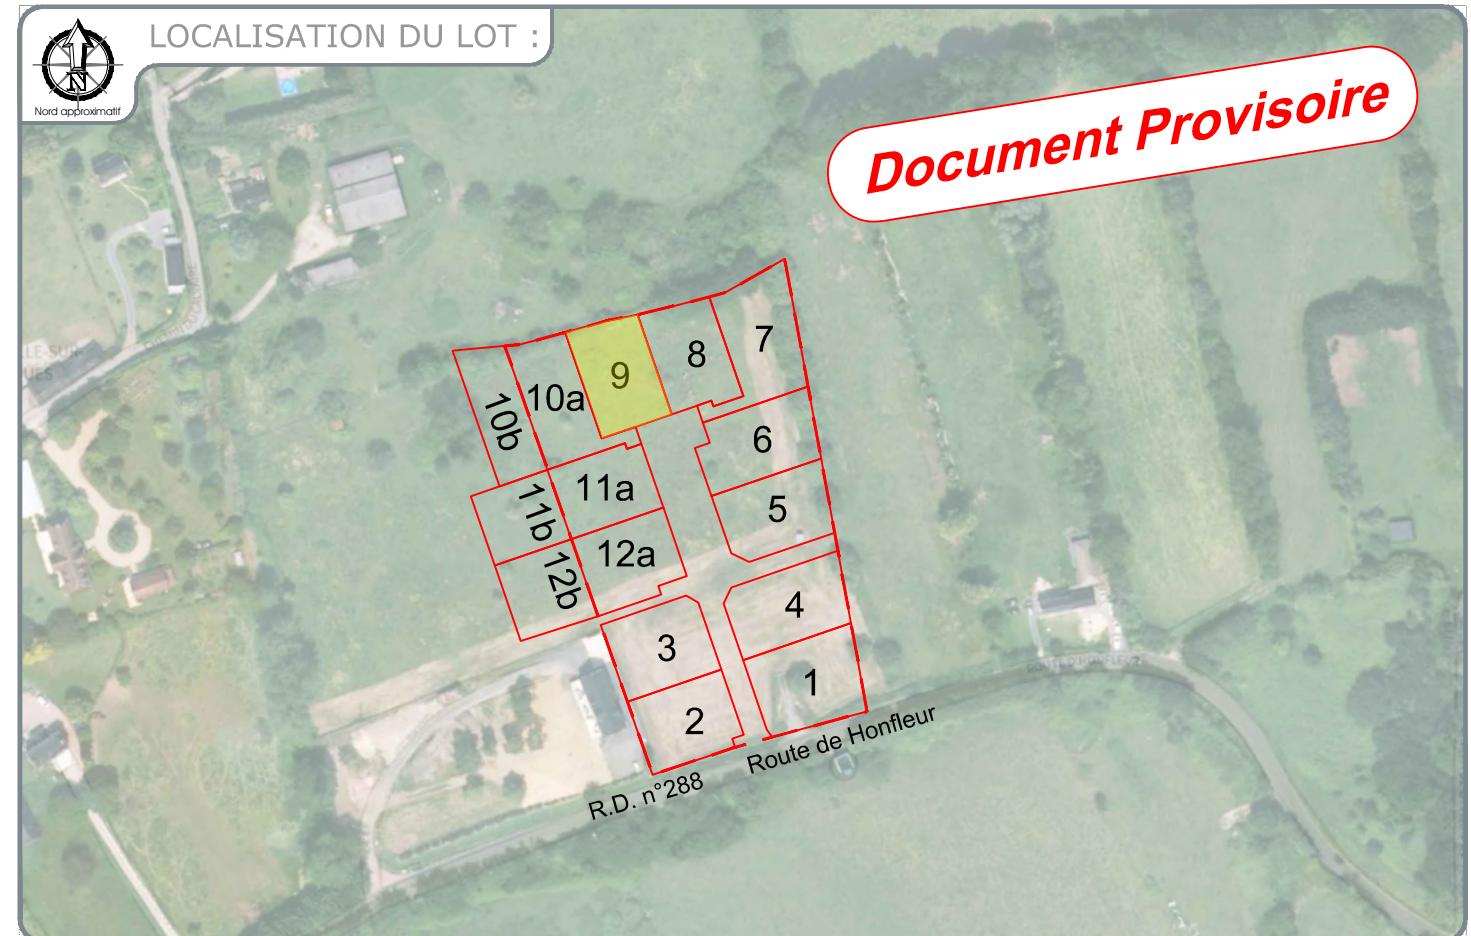 LOCALISATION DU LOT :
N
Nord approximatif
Document Provisoire
7
8
9
10a
10b
6
11a
11b
5
12a
12b
4
3
1
2
Route de Honfleur
R.D. n°288